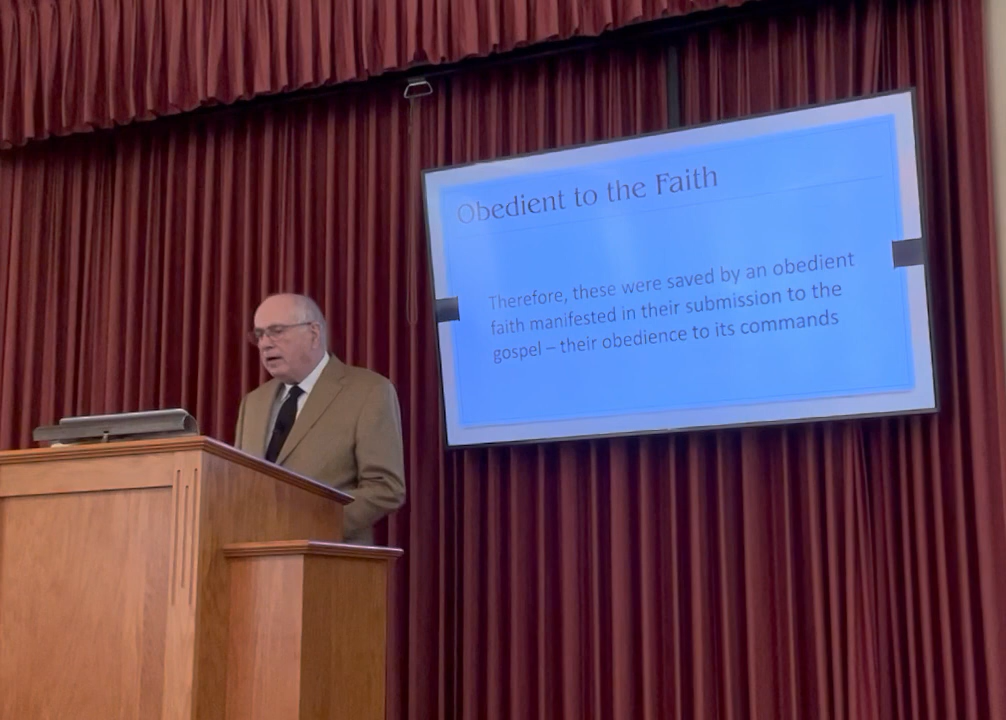 Obedient to the Faith
Therefore, these were saved by an obedient
faith manifested in their submission to the
gospel – their obedience to its commands